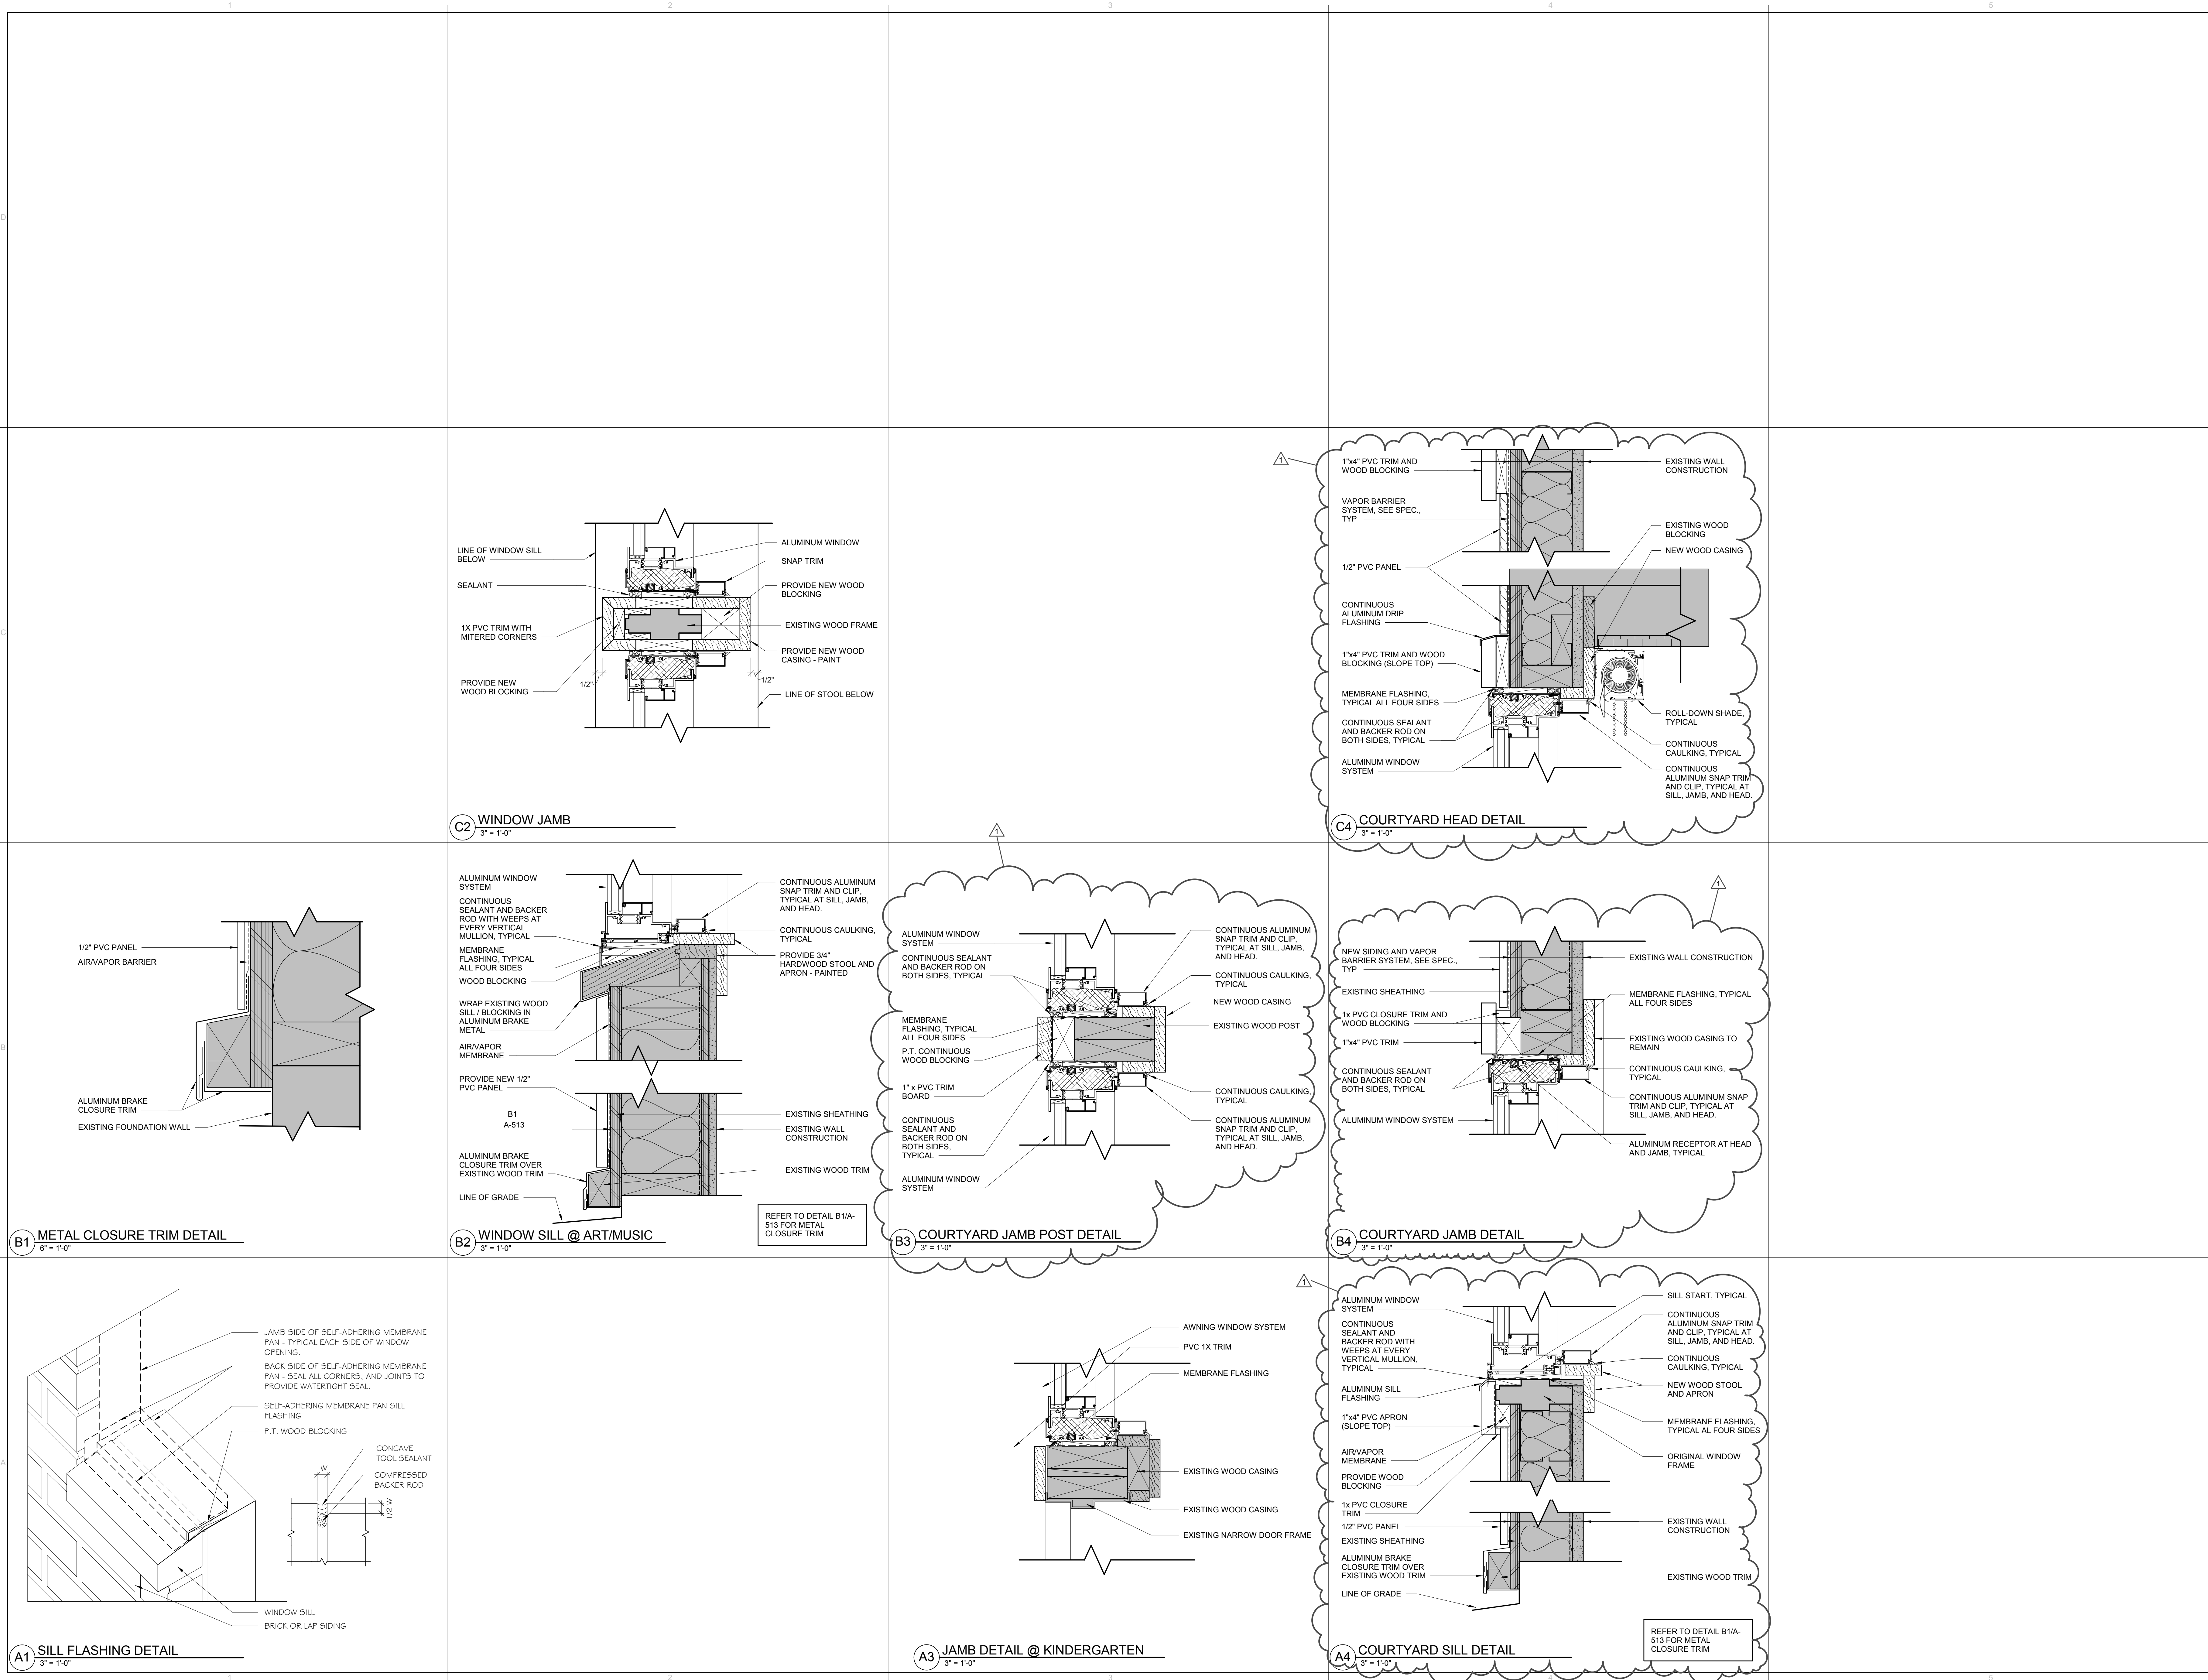 1
2
3
4
5
D
C
B
A
LINE OF WINDOW SILL
BELOW
SEALANT
1X PVC TRIM WITH
MITERED CORNERS
PROVIDE NEW
WOOD BLOCKING
1/2"
ALUMINUM WINDOW
SNAP TRIM
PROVIDE NEW WOOD
BLOCKING
EXISTING WOOD FRAME
PROVIDE NEW WOOD
CASING - PAINT
1/2"
LINE OF STOOL BELOW
C2
WINDOW JAMB
3" = 1'-0"
1
1"x4" PVC TRIM AND
WOOD BLOCKING
VAPOR BARRIER
SYSTEM, SEE SPEC.,
TYP
1/2" PVC PANEL
CONTINUOUS
ALUMINUM DRIP
FLASHING
1"x4" PVC TRIM AND WOOD
BLOCKING (SLOPE TOP)
MEMBRANE FLASHING,
TYPICAL ALL FOUR SIDES
CONTINUOUS SEALANT
AND BACKER ROD ON
BOTH SIDES, TYPICAL
ALUMINUM WINDOW
SYSTEM
EXISTING WALL
CONSTRUCTION
EXISTING WOOD
BLOCKING
NEW WOOD CASING
ROLL-DOWN SHADE,
TYPICAL
CONTINUOUS
CAULKING, TYPICAL
CONTINUOUS
ALUMINUM SNAP TRIM
AND CLIP, TYPICAL AT
SILL, JAMB, AND HEAD.
C4
COURTYARD HEAD DETAIL
3" = 1'-0"
1/2" PVC PANEL
AIR/VAPOR BARRIER
ALUMINUM BRAKE
CLOSURE TRIM
EXISTING FOUNDATION WALL
B1
METAL CLOSURE TRIM DETAIL
6" = 1'-0"
ALUMINUM WINDOW
SYSTEM
CONTINUOUS
SEALANT AND BACKER
ROD WITH WEEPS AT
EVERY VERTICAL
MULLION, TYPICAL
MEMBRANE
FLASHING, TYPICAL
ALL FOUR SIDES
WOOD BLOCKING
WRAP EXISTING WOOD
SILL / BLOCKING IN
ALUMINUM BRAKE
METAL
AIR/VAPOR
MEMBRANE
PROVIDE NEW 1/2"
PVC PANEL
B1
A-513
ALUMINUM BRAKE
CLOSURE TRIM OVER
EXISTING WOOD TRIM
LINE OF GRADE
CONTINUOUS ALUMINUM
SNAP TRIM AND CLIP,
TYPICAL AT SILL, JAMB,
AND HEAD.
CONTINUOUS CAULKING,
TYPICAL
PROVIDE 3/4"
HARDWOOD STOOL AND
APRON - PAINTED
EXISTING SHEATHING
EXISTING WALL
CONSTRUCTION
EXISTING WOOD TRIM
REFER TO DETAIL B1/A-
513 FOR METAL
CLOSURE TRIM
B2
WINDOW SILL @ ART/MUSIC
3" = 1'-0"
1
ALUMINUM WINDOW
SYSTEM
CONTINUOUS SEALANT
AND BACKER ROD ON
BOTH SIDES, TYPICAL
MEMBRANE
FLASHING, TYPICAL
ALL FOUR SIDES
P.T. CONTINUOUS
WOOD BLOCKING
1" x PVC TRIM
BOARD
CONTINUOUS
SEALANT AND
BACKER ROD ON
BOTH SIDES,
TYPICAL
ALUMINUM WINDOW
SYSTEM
CONTINUOUS ALUMINUM
SNAP TRIM AND CLIP,
TYPICAL AT SILL, JAMB,
AND HEAD.
CONTINUOUS CAULKING,
TYPICAL
NEW WOOD CASING
EXISTING WOOD POST
CONTINUOUS CAULKING,
TYPICAL
CONTINUOUS ALUMINUM
SNAP TRIM AND CLIP,
TYPICAL AT SILL, JAMB,
AND HEAD.
B3
COURTYARD JAMB POST DETAIL
3" = 1'-0"
1
NEW SIDING AND VAPOR
BARRIER SYSTEM, SEE SPEC.,
TYP
EXISTING SHEATHING
1x PVC CLOSURE TRIM AND
WOOD BLOCKING
1"x4" PVC TRIM
CONTINUOUS SEALANT
AND BACKER ROD ON
BOTH SIDES, TYPICAL
ALUMINUM WINDOW SYSTEM
EXISTING WALL CONSTRUCTION
MEMBRANE FLASHING, TYPICAL
ALL FOUR SIDES
EXISTING WOOD CASING TO
REMAIN
CONTINUOUS CAULKING,
TYPICAL
CONTINUOUS ALUMINUM SNAP
TRIM AND CLIP, TYPICAL AT
SILL, JAMB, AND HEAD.
ALUMINUM RECEPTOR AT HEAD
AND JAMB, TYPICAL
B4
COURTYARD JAMB DETAIL
3" = 1'-0"
JAMB SIDE OF SELF-ADHERING MEMBRANE
PAN - TYPICAL EACH SIDE OF WINDOW
OPENING.
BACK SIDE OF SELF-ADHERING MEMBRANE
PAN - SEAL ALL CORNERS, AND JOINTS TO
PROVIDE WATERTIGHT SEAL.
SELF-ADHERING MEMBRANE PAN SILL
FLASHING
P.T. WOOD BLOCKING
CONCAVE
TOOL SEALANT
COMPRESSED
BACKER ROD
W
1/2 W
WINDOW SILL
BRICK OR LAP SIDING
A1
SILL FLASHING DETAIL
3" = 1'-0"
AWNING WINDOW SYSTEM
PVC 1X TRIM
MEMBRANE FLASHING
EXISTING WOOD CASING
EXISTING WOOD CASING
EXISTING NARROW DOOR FRAME
A3
JAMB DETAIL @ KINDERGARTEN
3" = 1'-0"
1
ALUMINUM WINDOW
SYSTEM
CONTINUOUS
SEALANT AND
BACKER ROD WITH
WEEPS AT EVERY
VERTICAL MULLION,
TYPICAL
ALUMINUM SILL
FLASHING
1"x4" PVC APRON
(SLOPE TOP)
AIR/VAPOR
MEMBRANE
PROVIDE WOOD
BLOCKING
1x PVC CLOSURE
TRIM
1/2" PVC PANEL
EXISTING SHEATHING
ALUMINUM BRAKE
CLOSURE TRIM OVER
EXISTING WOOD TRIM
LINE OF GRADE
SILL START, TYPICAL
CONTINUOUS
ALUMINUM SNAP TRIM
AND CLIP, TYPICAL AT
SILL, JAMB, AND HEAD.
CONTINUOUS
CAULKING, TYPICAL
NEW WOOD STOOL
AND APRON
MEMBRANE FLASHING,
TYPICAL AL FOUR SIDES
ORIGINAL WINDOW
FRAME
EXISTING WALL
CONSTRUCTION
EXISTING WOOD TRIM
REFER TO DETAIL B1/A-
513 FOR METAL
CLOSURE TRIM
A4
COURTYARD SILL DETAIL
3" = 1'-0"
1
2
3
4
5